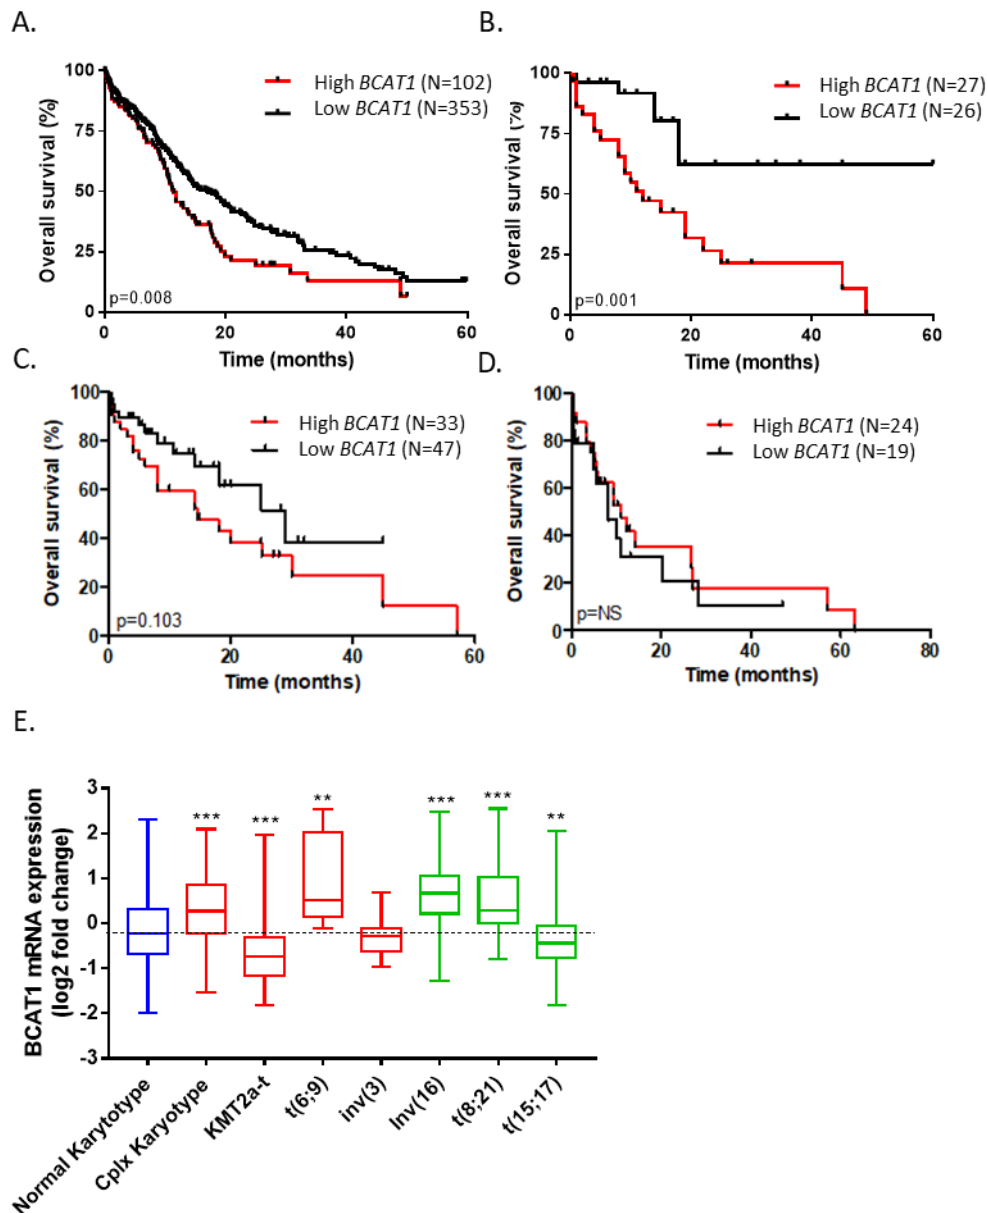 A.
B.
100
75
50
25
0
Overall survival (%)
High BCAT1 (N=102)
Low BCAT1 (N=353)
p=0.008
0 20 40 60
Time (months)
100
75
50
25
0
Overall survival (%)
High BCAT1 (N=27)
Low BCAT1 (N=26)
p=0.001
0 20 40 60
Time (months)
C.
D.
100
80
60
40
20
0
Overall survival (%)
High BCAT1 (N=33)
Low BCAT1 (N=47)
p=0.103
0 20 40 60
Time (months)
100
80
60
40
20
0
Overall survival (%)
High BCAT1 (N=24)
Low BCAT1 (N=19)
p=NS
0 20 40 60 80
Time (months)
E.
BCAT1 mRNA expression
(log2 fold change)
3
2
1
0
-1
-2
-3
*** *** ** *** *** **
Normal Karytotype
Cplx Karyotype
KMT2a-t
t(6;9)
inv(3)
Inv(16)
t(8;21)
t(15;17)